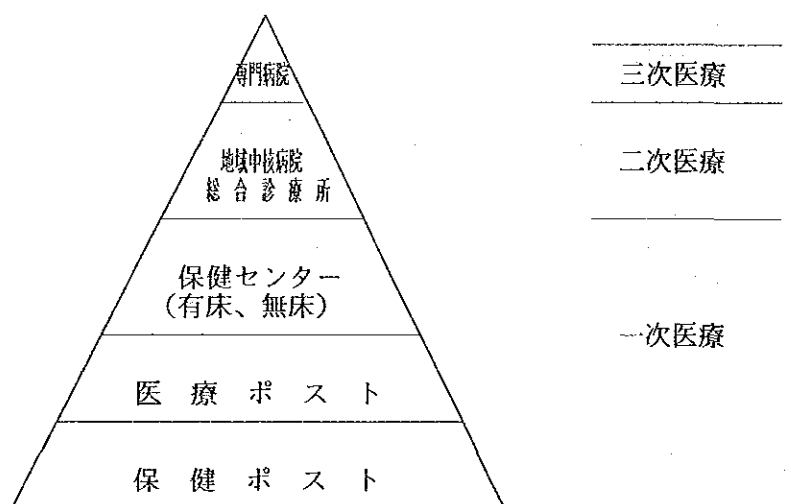 専門病院
三次医療
地域中核病院
総合診療所
二次医療
保健センター
（有床、無床）
一次医療
医療ポスト
保健ポスト